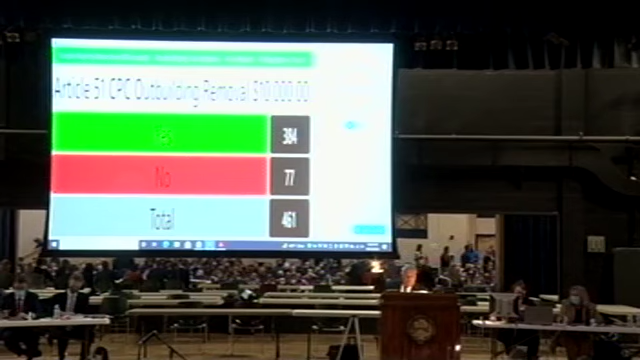 Article 51 CPC Outbuilding Removal $10,000.00
Yes 384
No 77
Total 461